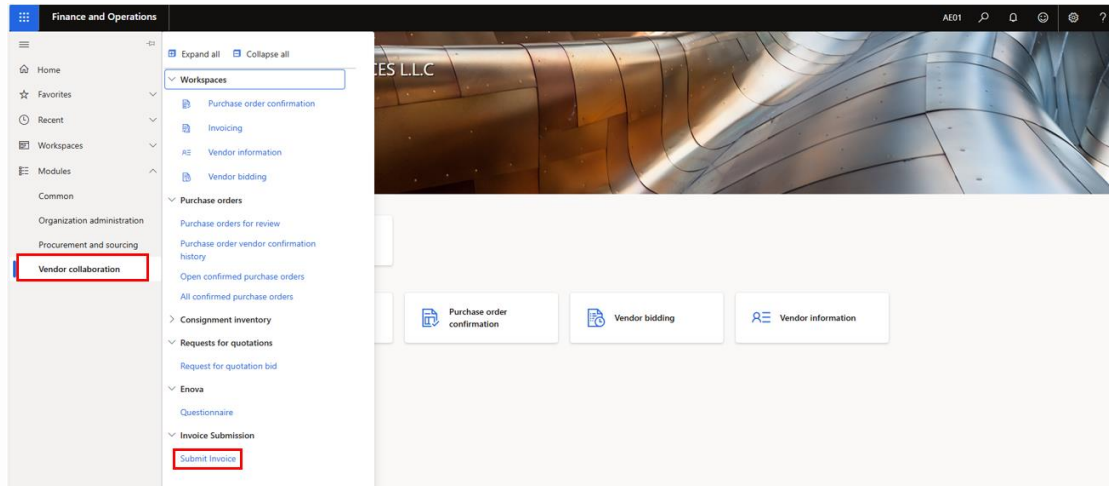 Finance and Operations
AE01
?
Expand all
Collapse all
Home
Favorites
Recent
Workspaces
Modules
Common
Organization administration
Procurement and sourcing
Vendor collaboration
Workspaces
Purchase order confirmation
Invoicing
Vendor information
Vendor bidding
Purchase orders
Purchase orders for review
Purchase order vendor confirmation
history
Open confirmed purchase orders
All confirmed purchase orders
Consignment inventory
Requests for quotations
Request for quotation bid
Enova
Questionnaire
Invoice Submission
Submit Invoice
ES L.L.C
Purchase order
confirmation
Vendor bidding
Vendor information